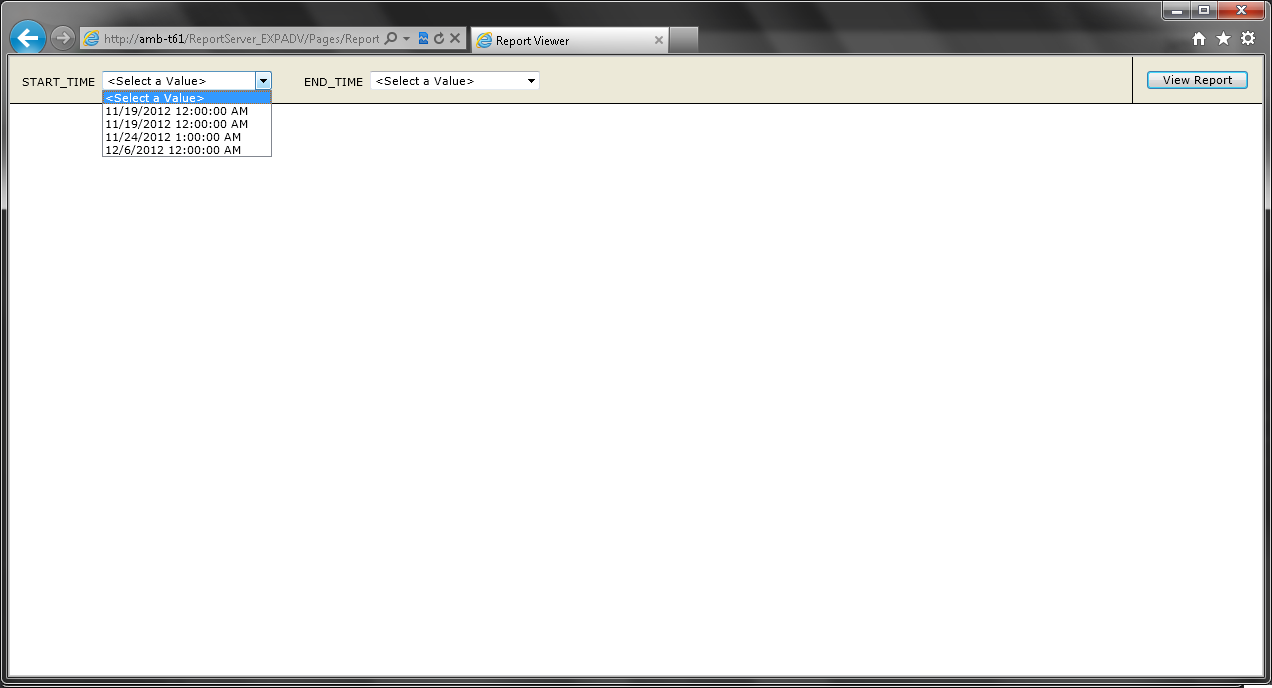 http://amb-t61/ReportServer_EXPADV/Pages/Report
Report Viewer
START_TIME <Select a Value> END_TIME <Select a Value> View Report
<Select a Value>
11/19/2012 12:00:00 AM
11/19/2012 12:00:00 AM
11/24/2012 1:00:00 AM
12/6/2012 12:00:00 AM